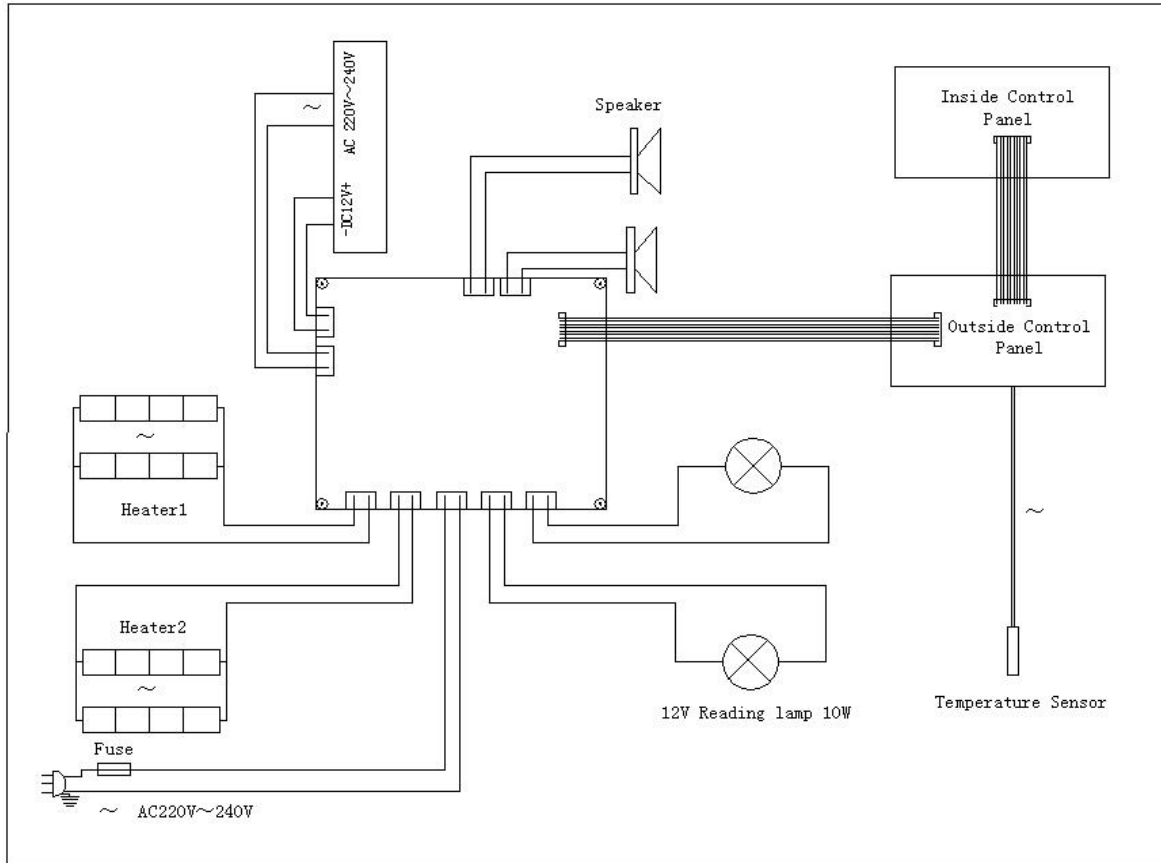 AC 220V～240V
～
-DC12V+
Speaker
Inside Control
Panel
Outside Control
Panel
～
Heater1
Heater2
～
～
12V Reading lamp 10W
Temperature Sensor
Fuse
～ AC220V～240V